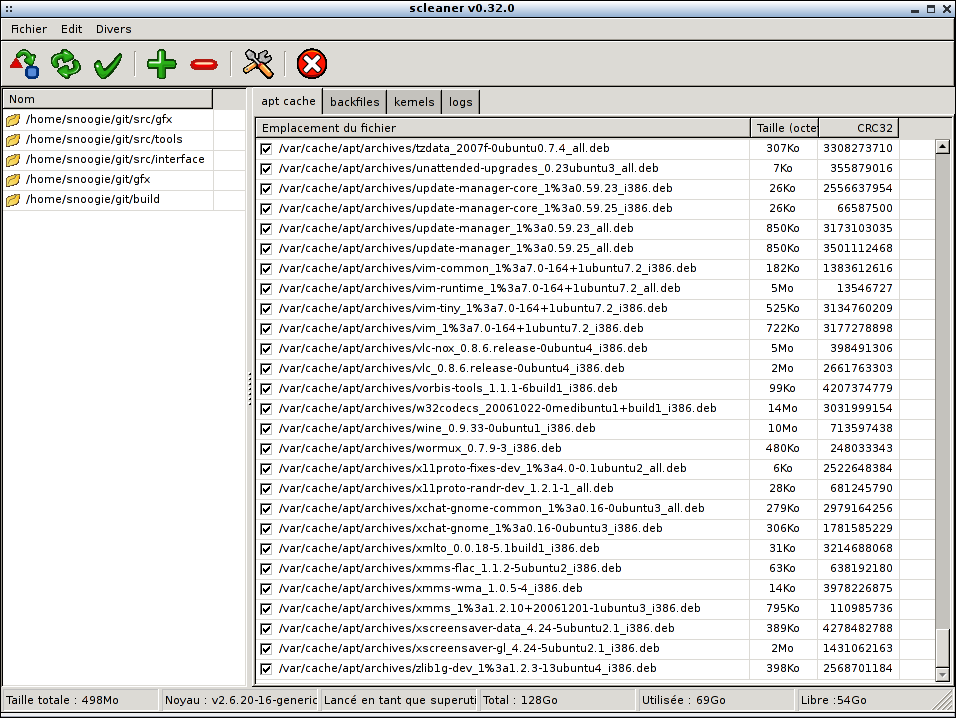 scleaner v0.32.0
Fichier Edit Divers
Nom
/home/snoogie/git/src/gfx
/home/snoogie/git/src/tools
/home/snoogie/git/src/interface
/home/snoogie/git/gfx
/home/snoogie/git/build
apt cache backfiles kernels logs
Emplacement du fichier Taille (octe CRC32
/var/cache/apt/archives/tzdata_2007f-0ubuntu0.7.4_all.deb 307Ko 3308273710
/var/cache/apt/archives/unattended-upgrades_0.23ubuntu3_all.deb 7Ko 355879016
/var/cache/apt/archives/update-manager-core_1%3a0.59.23_i386.deb 26Ko 2556637954
/var/cache/apt/archives/update-manager-core_1%3a0.59.25_i386.deb 26Ko 66587500
/var/cache/apt/archives/update-manager_1%3a0.59.23_all.deb 850Ko 3173103035
/var/cache/apt/archives/update-manager_1%3a0.59.25_all.deb 850Ko 3501112468
/var/cache/apt/archives/vim-common_1%3a7.0-164+1ubuntu7.2_i386.deb 182Ko 1383612616
/var/cache/apt/archives/vim-runtime_1%3a7.0-164+1ubuntu7.2_all.deb 5Mo 13546727
/var/cache/apt/archives/vim-tiny_1%3a7.0-164+1ubuntu7.2_i386.deb 525Ko 3134760209
/var/cache/apt/archives/vim_1%3a7.0-164+1ubuntu7.2_i386.deb 722Ko 3177278898
/var/cache/apt/archives/vlc-nox_0.8.6.release-0ubuntu4_i386.deb 5Mo 398491306
/var/cache/apt/archives/vlc_0.8.6.release-0ubuntu4_i386.deb 2Mo 2661763303
/var/cache/apt/archives/vorbis-tools_1.1.1-6build1_i386.deb 99Ko 4207374779
/var/cache/apt/archives/w32codecs_20061022-0medibuntu1+build1_i386.deb 14Mo 3031999154
/var/cache/apt/archives/wine_0.9.33-0ubuntu1_i386.deb 10Mo 713597438
/var/cache/apt/archives/wormux_0.7.9-3_i386.deb 480Ko 248033343
/var/cache/apt/archives/x11proto-fixes-dev_1%3a4.0-0.1ubuntu2_all.deb 6Ko 2522648384
/var/cache/apt/archives/x11proto-randr-dev_1.2.1-1_all.deb 28Ko 681245790
/var/cache/apt/archives/xchat-gnome-common_1%3a0.16-0ubuntu3_all.deb 279Ko 2979164256
/var/cache/apt/archives/xchat-gnome_1%3a0.16-0ubuntu3_i386.deb 306Ko 1781585229
/var/cache/apt/archives/xmlto_0.0.18-5.1build1_i386.deb 31Ko 3214688068
/var/cache/apt/archives/xmms-flac_1.1.2-5ubuntu2_i386.deb 63Ko 638192180
/var/cache/apt/archives/xmms-wma_1.0.5-4_i386.deb 14Ko 3978226875
/var/cache/apt/archives/xmms_1%3a1.2.10+20061201-1ubuntu3_i386.deb 795Ko 110985736
/var/cache/apt/archives/xscreensaver-data_4.24-5ubuntu2.1_i386.deb 389Ko 4278482788
/var/cache/apt/archives/xscreensaver-gl_4.24-5ubuntu2.1_i386.deb 2Mo 1431062163
/var/cache/apt/archives/zlib1g-dev_1%3a1.2.3-13ubuntu4_i386.deb 398Ko 2568701184
Taille totale : 498Mo Noyau : v2.6.20-16-generic Lancé en tant que superuti Total : 128Go Utilisée : 69Go Libre :54Go